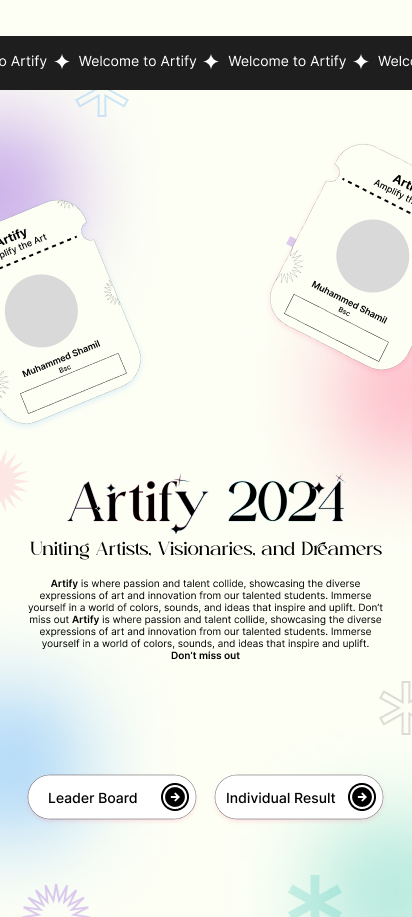 o Artify ✦ Welcome to Artify ✦ Welcome to Artify ✦ Welc
Arti
Amplify th
Muhammed Shamil
Bsc
Artify
plify the Art
Muhammed Shamil
Bsc
Artify 2024
Uniting Artists, Visionaries, and Dreamers
Artify is where passion and talent collide, showcasing the diverse
expressions of art and innovation from our talented students. Immerse
yourself in a world of colors, sounds, and ideas that inspire and uplift. Don't
miss out Artify is where passion and talent collide, showcasing the diverse
expressions of art and innovation from our talented students. Immerse
yourself in a world of colors, sounds, and ideas that inspire and uplift.
Don't miss out
Leader Board
Individual Result